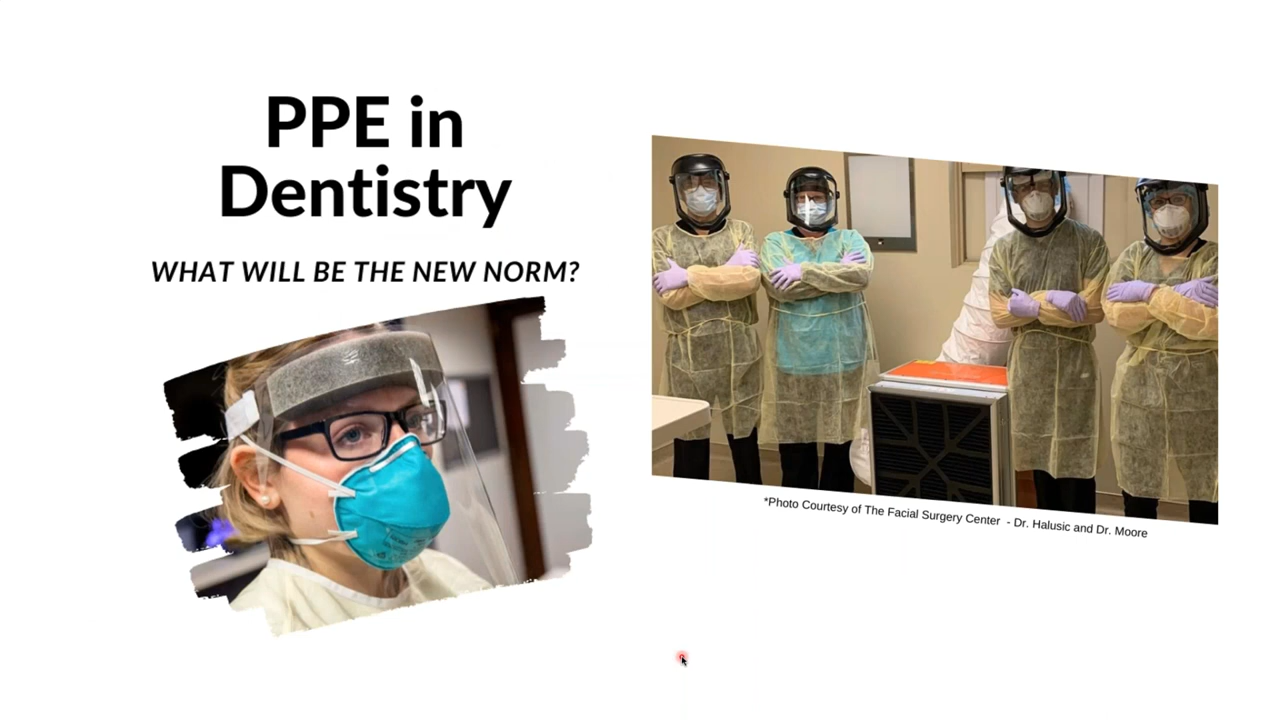 PPE in
Dentistry
WHAT WILL BE THE NEW NORM?
*Photo Courtesy of The Facial Surgery Center - Dr. Halusic and Dr. Moore